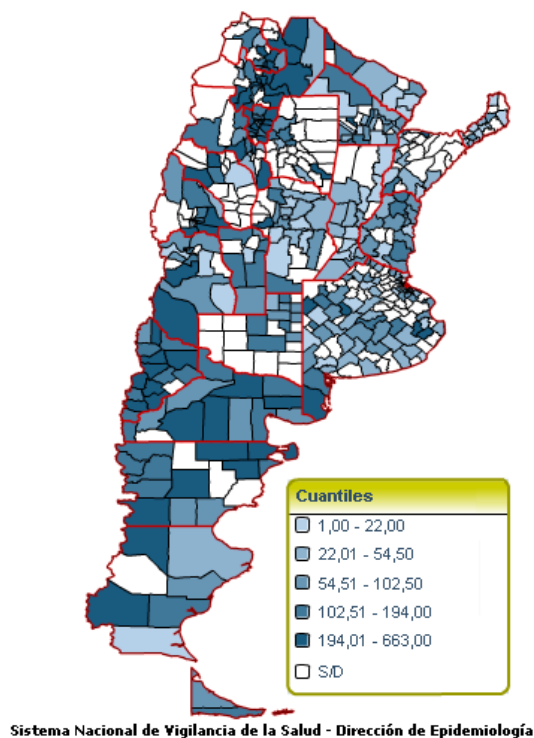 Cuantiles
1,00 - 22,00
22,01 - 54,50
54,51 - 102,50
102,51 - 194,00
194,01 - 663,00
S/D
Sistema Nacional de Vigilancia de la Salud - Dirección de Epidemiología